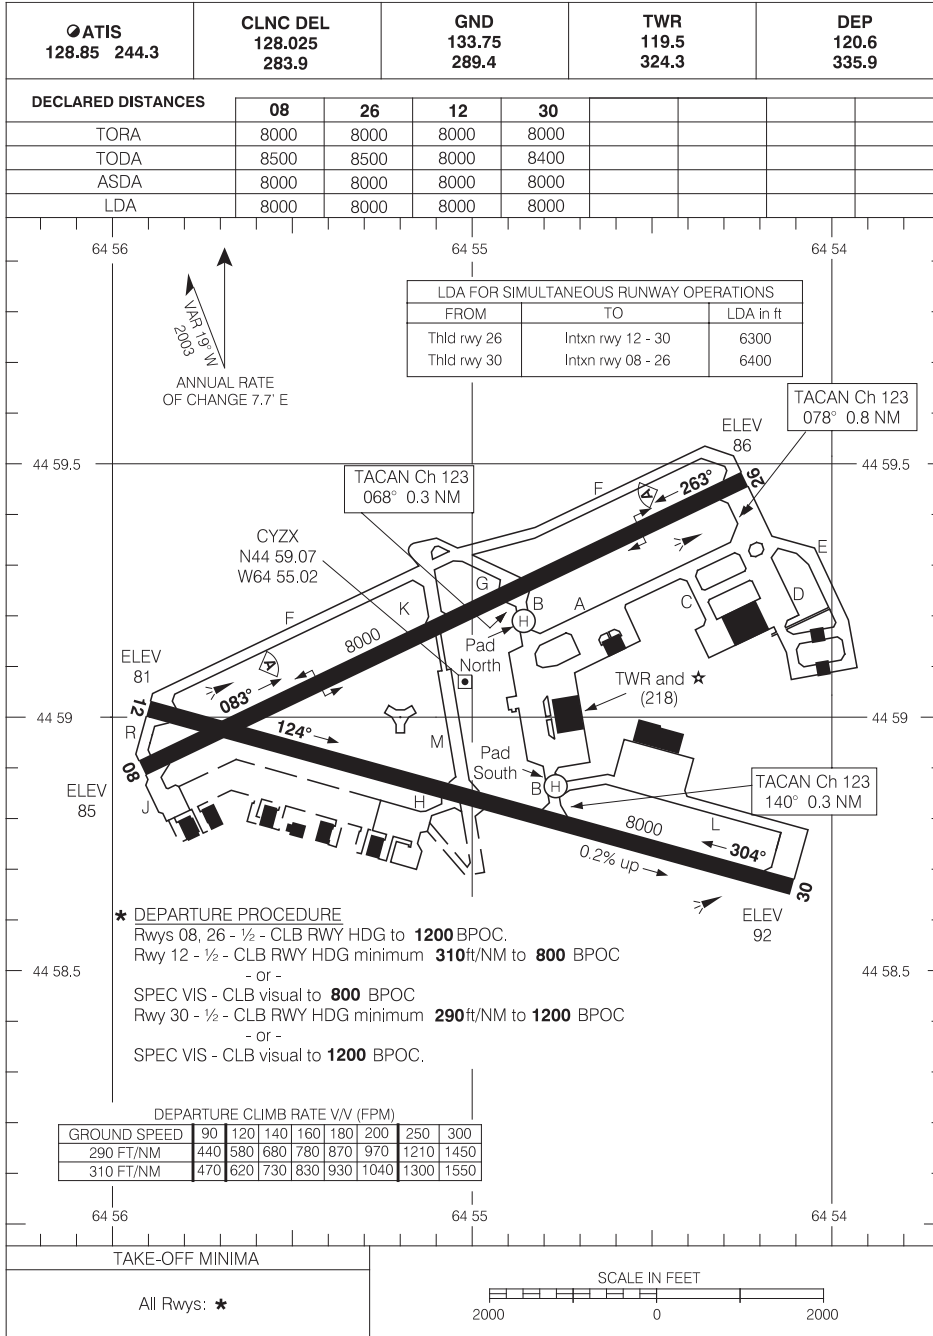 ATIS
128.85 244.3
CLNC DEL
128.025
283.9
GND
133.75
289.4
TWR
119.5
324.3
DEP
120.6
335.9
DECLARED DISTANCES 08 26 12 30
TORA 8000 8000 8000 8000
TODA 8500 8500 8000 8400
ASDA 8000 8000 8000 8000
LDA 8000 8000 8000 8000
64 56 64 55 64 54
VAR 19° W
2003
ANNUAL RATE
OF CHANGE 7.7' E
LDA FOR SIMULTANEOUS RUNWAY OPERATIONS
FROM TO LDA in ft
Thld rwy 26 Intxn rwy 12 - 30 6300
Thld rwy 30 Intxn rwy 08 - 26 6400
TACAN Ch 123
078° 0.8 NM
ELEV
86
44 59.5 44 59.5
TACAN Ch 123
068° 0.3 NM
F
A
263°
26
CYZX
N44 59.07
W64 55.02
E
G
B
A
C
D
K
F
8000
H
Pad
North
ELEV
81
A
083°
TWR and ☆
(218)
12
44 59 44 59
R
124°
M
08
Pad
South
B
H
TACAN Ch 123
140° 0.3 NM
ELEV
85
J
H
8000
L
304°
0.2% up
30
ELEV
92
* DEPARTURE PROCEDURE
Rwys 08, 26 - ½ - CLB RWY HDG to 1200 BPOC.
Rwy 12 - ½ - CLB RWY HDG minimum 310ft/NM to 800 BPOC
- or -
SPEC VIS - CLB visual to 800 BPOC
Rwy 30 - ½ - CLB RWY HDG minimum 290ft/NM to 1200 BPOC
- or -
SPEC VIS - CLB visual to 1200 BPOC.
44 58.5 44 58.5
DEPARTURE CLIMB RATE V/V (FPM)
GROUND SPEED 90 120 140 160 180 200 250 300
290 FT/NM 440 580 680 780 870 970 1210 1450
310 FT/NM 470 620 730 830 930 1040 1300 1550
64 56 64 55 64 54
TAKE-OFF MINIMA
All Rwys: *
SCALE IN FEET
2000 0 2000